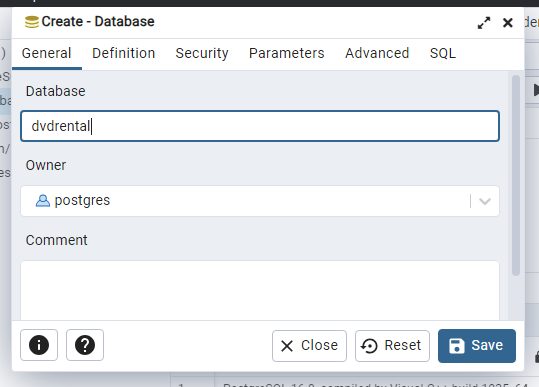 Create - Database
General Definition Security Parameters Advanced SQL
Database
dvdrental
Owner
postgres
Comment
Close Reset Save